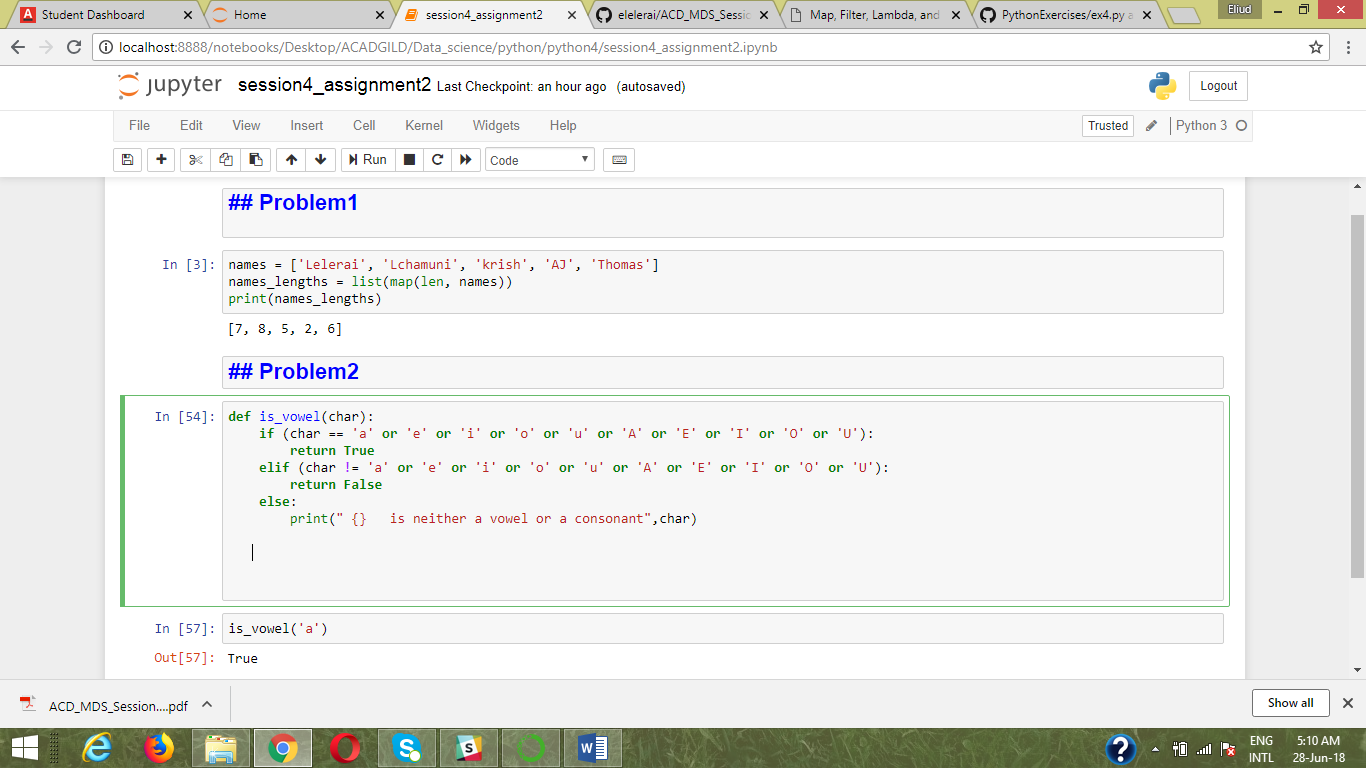 Student Dashboard
Home
session4_assignment2
elelerai/ACD_MDS_Sessio
Map, Filter, Lambda, and
PythonExercises/ex4.py a
Eliud
localhost:8888/notebooks/Desktop/ACADGILD/Data_science/python/python4/session4_assignment2.ipynb
jupyter session4_assignment2 Last Checkpoint: an hour ago (autosaved)
Logout
File Edit View Insert Cell Kernel Widgets Help
Trusted
Python 3
Run
Code
## Problem1
In [3]: names = ['Lelerai', 'Lchamuni', 'krish', 'AJ', 'Thomas']
names_lengths = list(map(len, names))
print(names_lengths)
[7, 8, 5, 2, 6]
## Problem2
In [54]: def is_vowel(char):
    if (char == 'a' or 'e' or 'i' or 'o' or 'u' or 'A' or 'E' or 'I' or 'O' or 'U'):
        return True
    elif (char != 'a' or 'e' or 'i' or 'o' or 'u' or 'A' or 'E' or 'I' or 'O' or 'U'):
        return False
    else:
        print(" {}   is neither a vowel or a consonant",char)
In [57]: is_vowel('a')
Out[57]: True
ACD_MDS_Session....pdf
Show all
ENG
INTL
5:10 AM
28-Jun-18